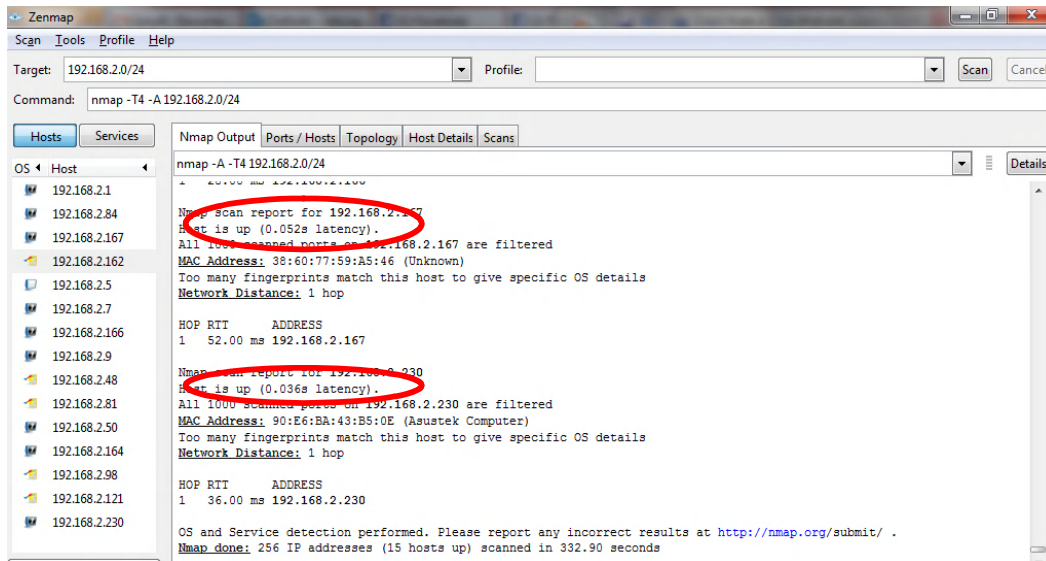 Zenmap
Scan Tools Profile Help
Target: 192.168.2.0/24 Profile: Scan Cancel
Command: nmap -T4 -A 192.168.2.0/24
Hosts Services Nmap Output Ports / Hosts Topology Host Details Scans
OS Host
nmap -A -T4 192.168.2.0/24 Details
192.168.2.1
192.168.2.84
192.168.2.167
192.168.2.162
192.168.2.5
192.168.2.7
192.168.2.166
192.168.2.9
192.168.2.48
192.168.2.81
192.168.2.50
192.168.2.164
192.168.2.98
192.168.2.121
192.168.2.230
Nmap scan report for 192.168.2.167
Host is up (0.052s latency).
All 1000 scanned ports on 192.168.2.167 are filtered
MAC Address: 38:60:77:59:A5:46 (Unknown)
Too many fingerprints match this host to give specific OS details
Network Distance: 1 hop
HOP RTT ADDRESS
1 52.00 ms 192.168.2.167
Nmap scan report for 192.168.2.230
Host is up (0.036s latency).
All 1000 scanned ports on 192.168.2.230 are filtered
MAC Address: 90:E6:BA:43:B5:0E (Asustek Computer)
Too many fingerprints match this host to give specific OS details
Network Distance: 1 hop
HOP RTT ADDRESS
1 36.00 ms 192.168.2.230
OS and Service detection performed. Please report any incorrect results at http://nmap.org/submit/ .
Nmap done: 256 IP addresses (15 hosts up) scanned in 332.90 seconds